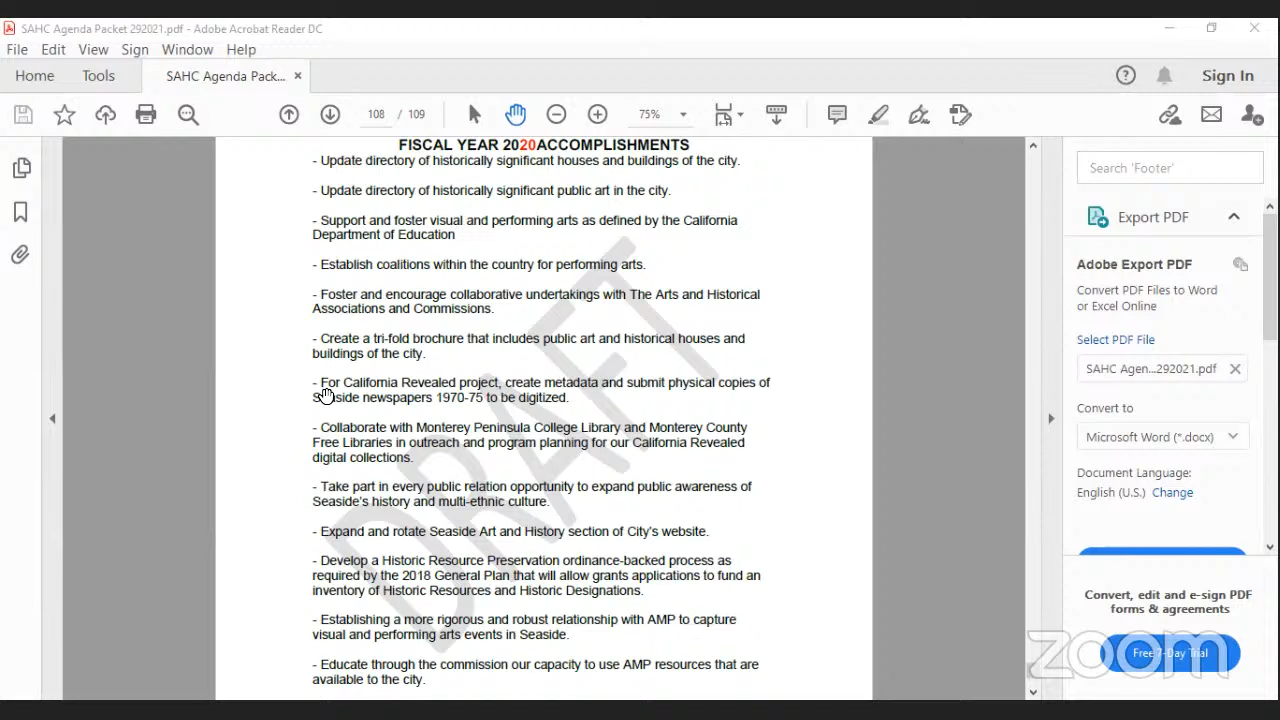 SAHC Agenda Packet 292021.pdf - Adobe Acrobat Reader DC
File Edit View Sign Window Help
Home Tools SAHC Agenda Pack... × Sign In
108 / 109 75%
FISCAL YEAR 2020ACCOMPLISHMENTS
- Update directory of historically significant houses and buildings of the city.
- Update directory of historically significant public art in the city.
- Support and foster visual and performing arts as defined by the California
Department of Education
- Establish coalitions within the country for performing arts.
- Foster and encourage collaborative undertakings with The Arts and Historical
Associations and Commissions.
- Create a tri-fold brochure that includes public art and historical houses and
buildings of the city.
- For California Revealed project, create metadata and submit physical copies of
Seaside newspapers 1970-75 to be digitized.
- Collaborate with Monterey Peninsula College Library and Monterey County
Free Libraries in outreach and program planning for our California Revealed
digital collections.
- Take part in every public relation opportunity to expand public awareness of
Seaside's history and multi-ethnic culture.
- Expand and rotate Seaside Art and History section of City's website.
- Develop a Historic Resource Preservation ordinance-backed process as
required by the 2018 General Plan that will allow grants applications to fund an
inventory of Historic Resources and Historic Designations.
- Establishing a more rigorous and robust relationship with AMP to capture
visual and performing arts events in Seaside.
- Educate through the commission our capacity to use AMP resources that are
available to the city.
DRAFT
Search 'Footer'
Export PDF
Adobe Export PDF
Convert PDF Files to Word
or Excel Online
Select PDF File
SAHC Agen...292021.pdf
Convert to
Microsoft Word (*.docx)
Document Language:
English (U.S.) Change
Convert, edit and e-sign PDF
forms & agreements
Free 7-Day Trial
zoom